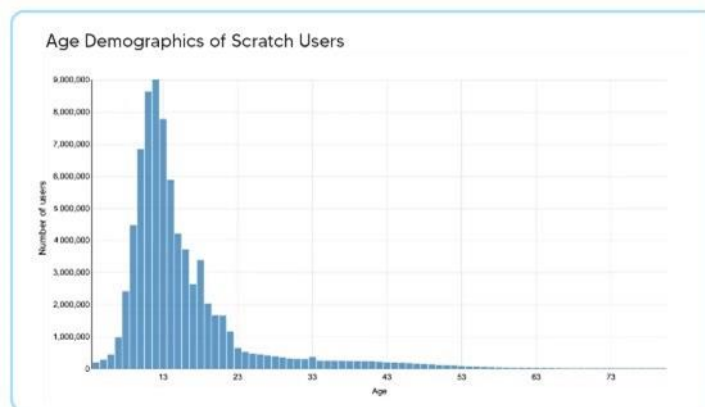 Age Demographics of Scratch Users
9,000,000
8,000,000
7,000,000
6,000,000
5,000,000
4,000,000
3,000,000
2,000,000
1,000,000
0
Number of users
13 23 33 43 53 63 73
Age